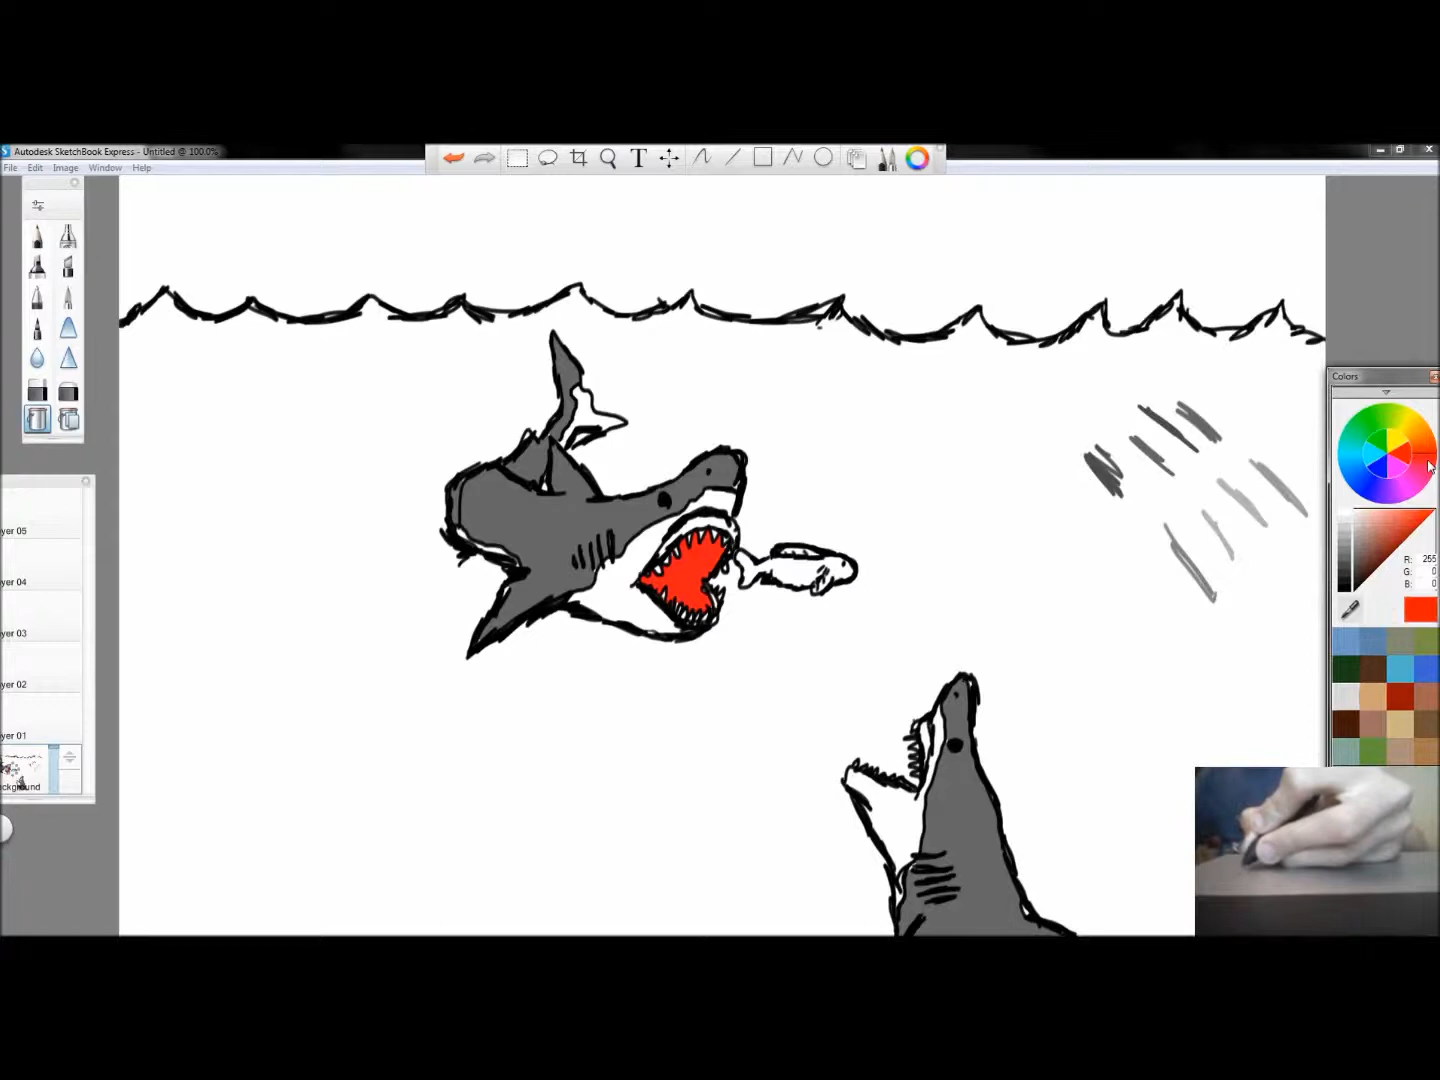 Autodesk SketchBook Express - Untitled @ 100.0%
File Edit Image Window Help
T
Colors
yer 05
yer 04
yer 03
yer 02
yer 01
ckground
R: 255
G: 0
B: 0